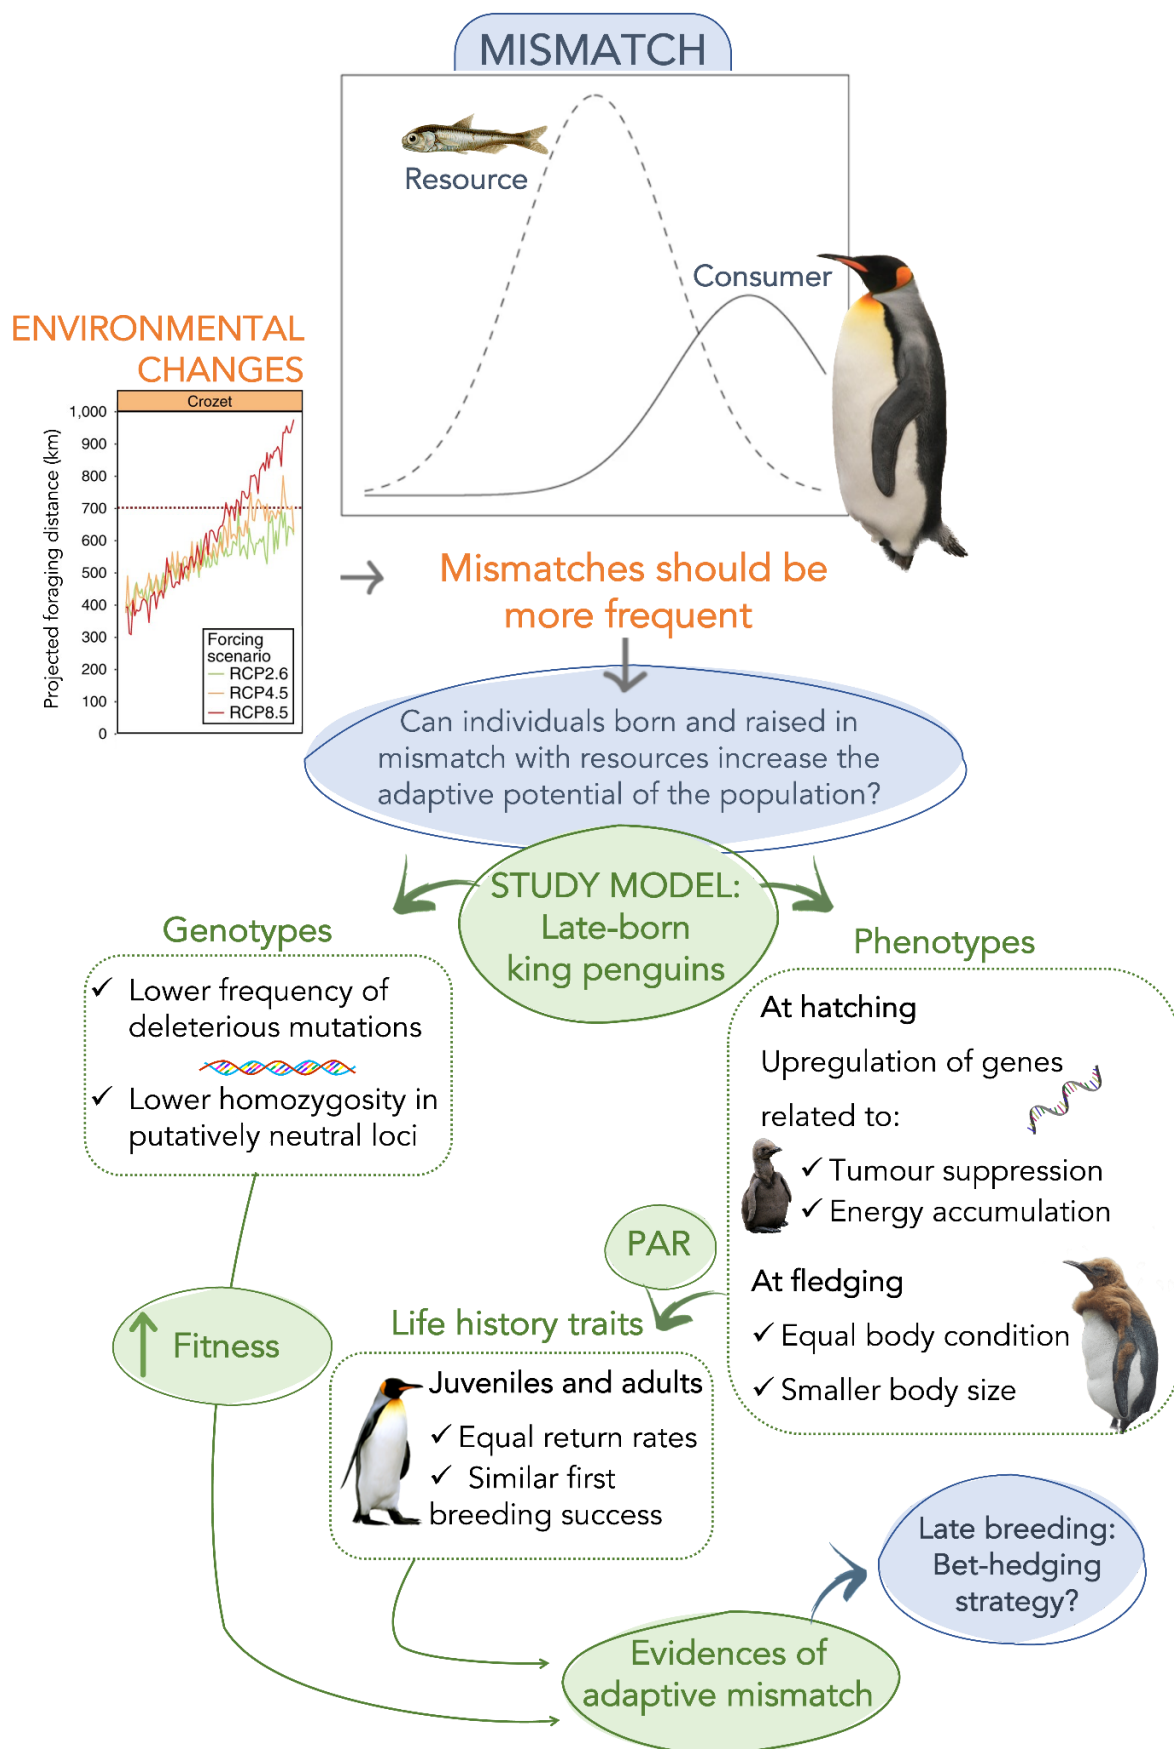 MISMATCH
Resource
Consumer
ENVIRONMENTAL
CHANGES
Crozet
Projected foraging distance (km)
1,000
900
800
700
600
500
400
300
200
100
0
Forcing
scenario
RCP2.6
RCP4.5
RCP8.5
Mismatches should be
more frequent
Can individuals born and raised in
mismatch with resources increase the
adaptive potential of the population?
STUDY MODEL:
Late-born
king penguins
Genotypes
✓ Lower frequency of
deleterious mutations
✓ Lower homozygosity in
putatively neutral loci
Phenotypes
At hatching
Upregulation of genes
related to:
✓ Tumour suppression
✓ Energy accumulation
At fledging
✓ Equal body condition
✓ Smaller body size
PAR
Fitness
Life history traits
Juveniles and adults
✓ Equal return rates
✓ Similar first
breeding success
Late breeding:
Bet-hedging
strategy?
Evidences of
adaptive mismatch